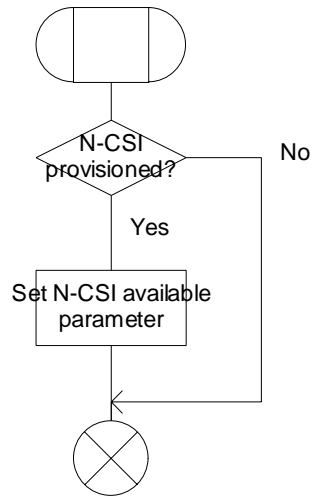 N-CSI
provisioned?
No
Yes
Set N-CSI available
parameter